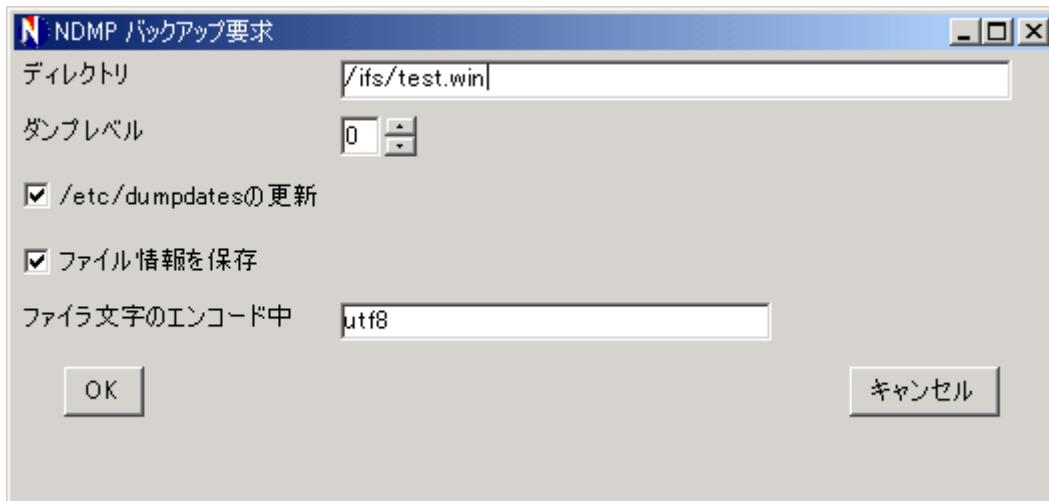 NDMP バックアップ要求
ディレクトリ /ifs/test.win
ダンプレベル 0
/etc/dumpdatesの更新
ファイル情報を保存
ファイラ文字のエンコード中 utf8
OK キャンセル